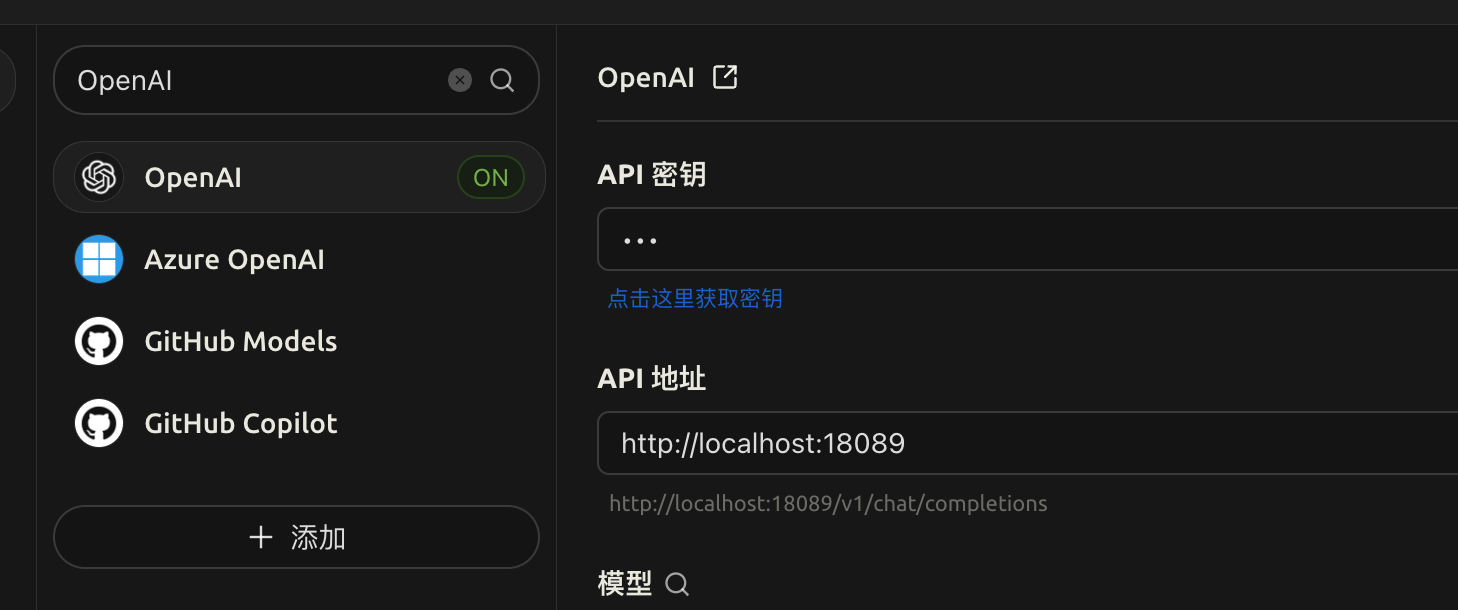 OpenAI
OpenAI
ON
Azure OpenAI
GitHub Models
GitHub Copilot
添加
OpenAI
API 密钥
•••
点击这里获取密钥
API 地址
http://localhost:18089
http://localhost:18089/v1/chat/completions
模型